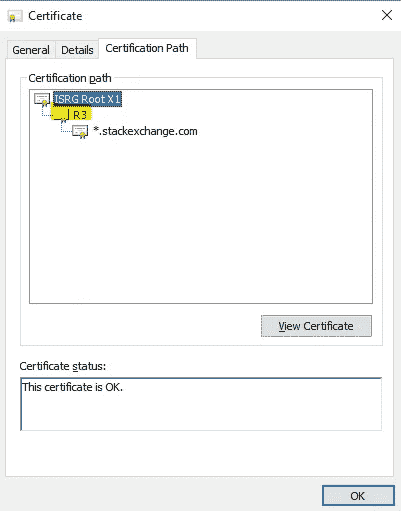 Certificate
General Details Certification Path
Certification path
ISRG Root X1
R3
*.stackexchange.com
View Certificate
Certificate status:
This certificate is OK.
OK